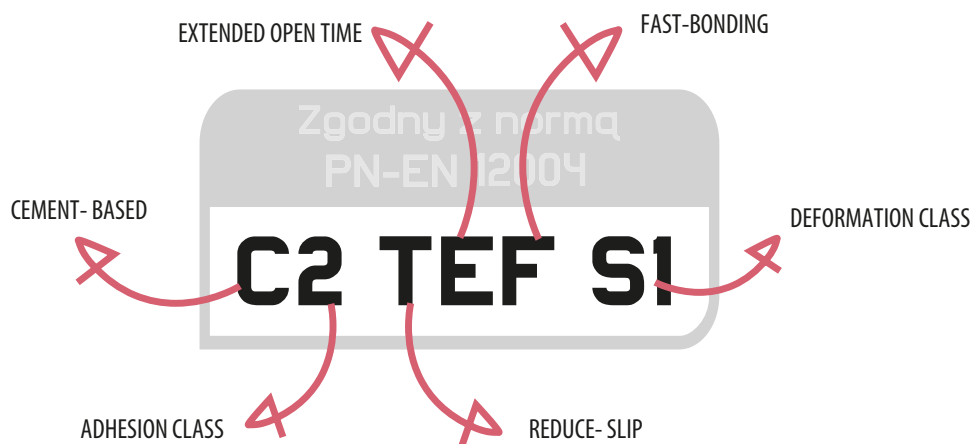 EXTENDED OPEN TIME
FAST-BONDING
Zgodny z normą
PN-EN 12004
CEMENT- BASED
DEFORMATION CLASS
C2 TEF S1
ADHESION CLASS
REDUCE- SLIP